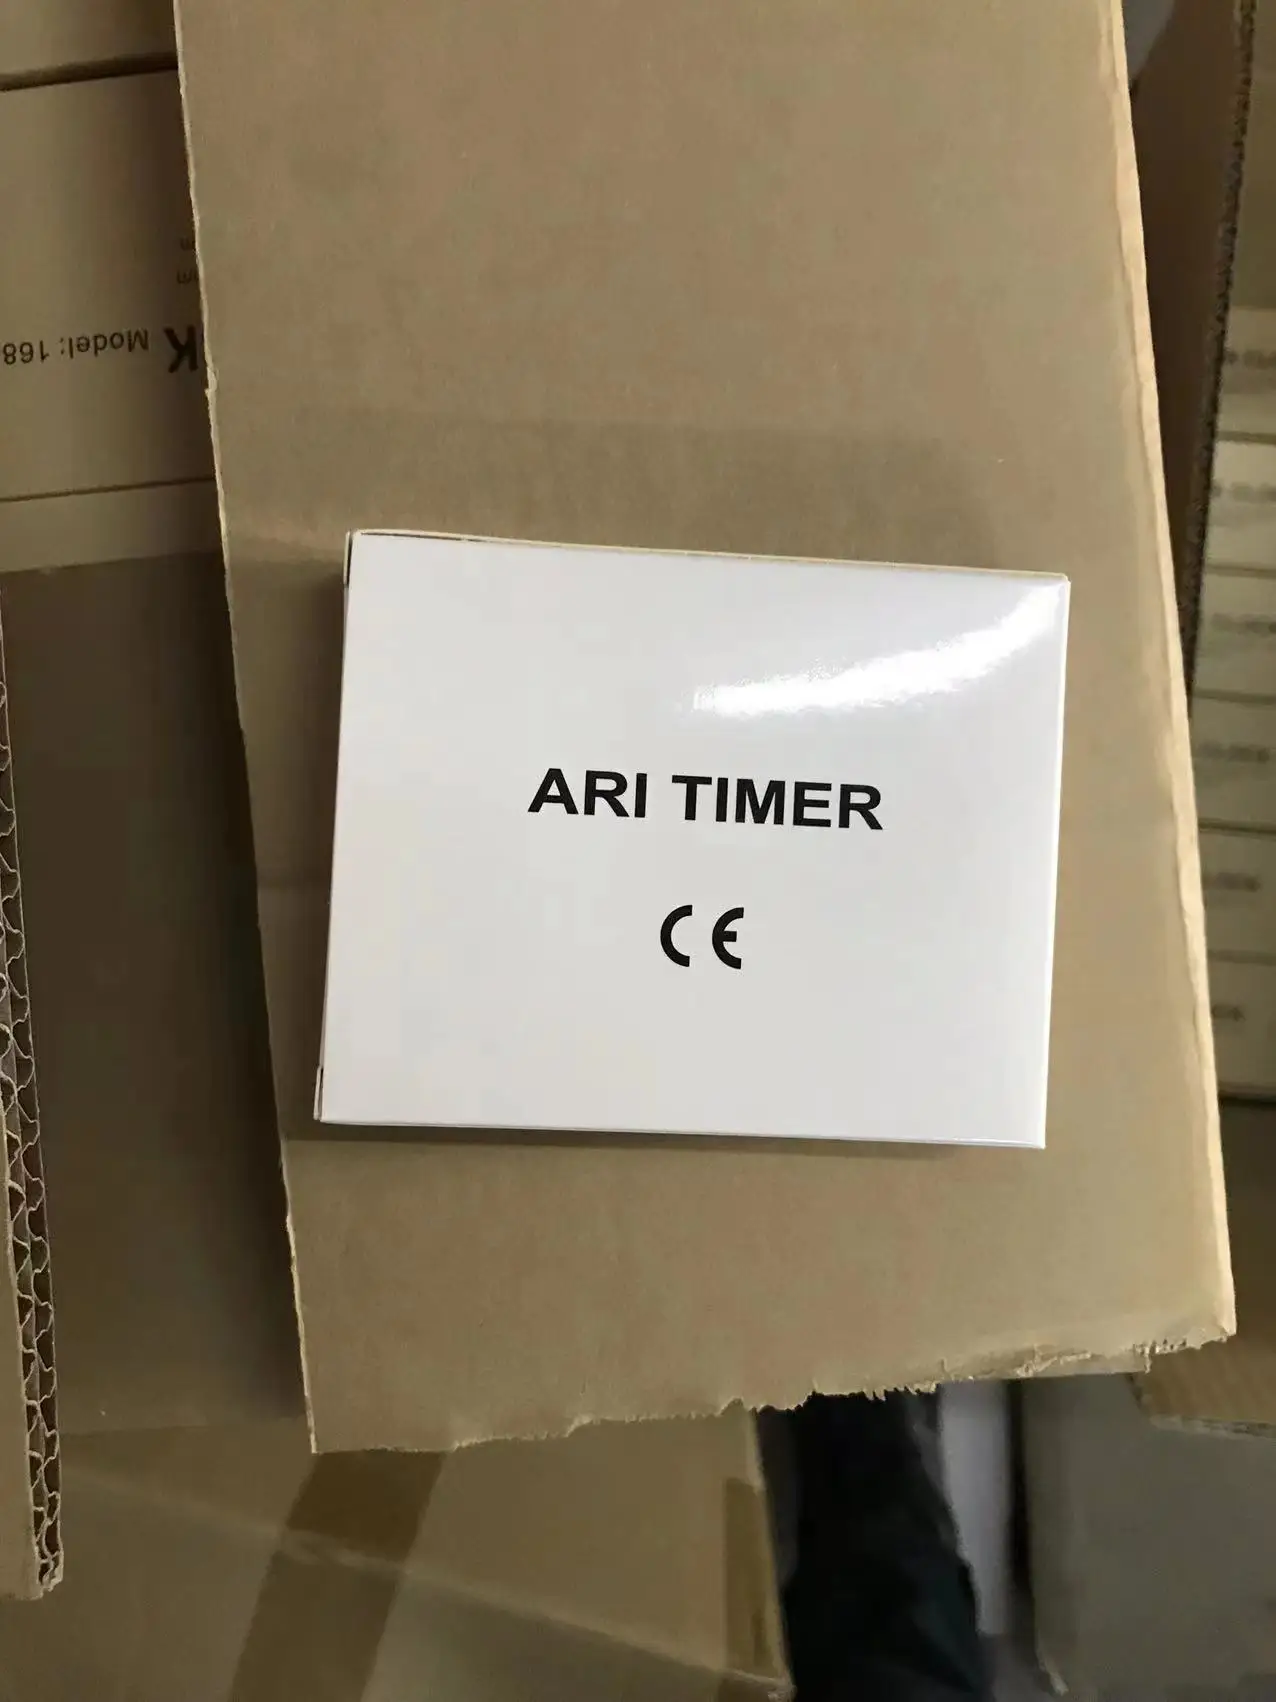 ARI TIMER
CE
K Model: 168